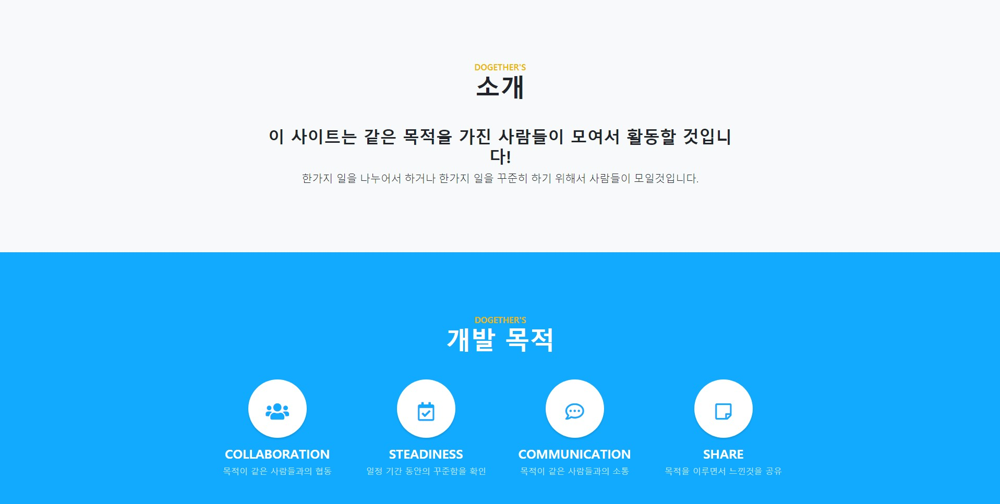 DOGETHER'S
소개
이 사이트는 같은 목적을 가진 사람들이 모여서 활동할 것입니
다!
한가지 일을 나누어서 하거나 한가지 일을 꾸준히 하기 위해서 사람들이 모일것입니다.
DOGETHER'S
개발 목적
COLLABORATION
목적이 같은 사람들과의 협동
STEADINESS
일정 기간 동안의 꾸준함을 확인
COMMUNICATION
목적이 같은 사람들과의 소통
SHARE
목적을 이루면서 느낀것을 공유